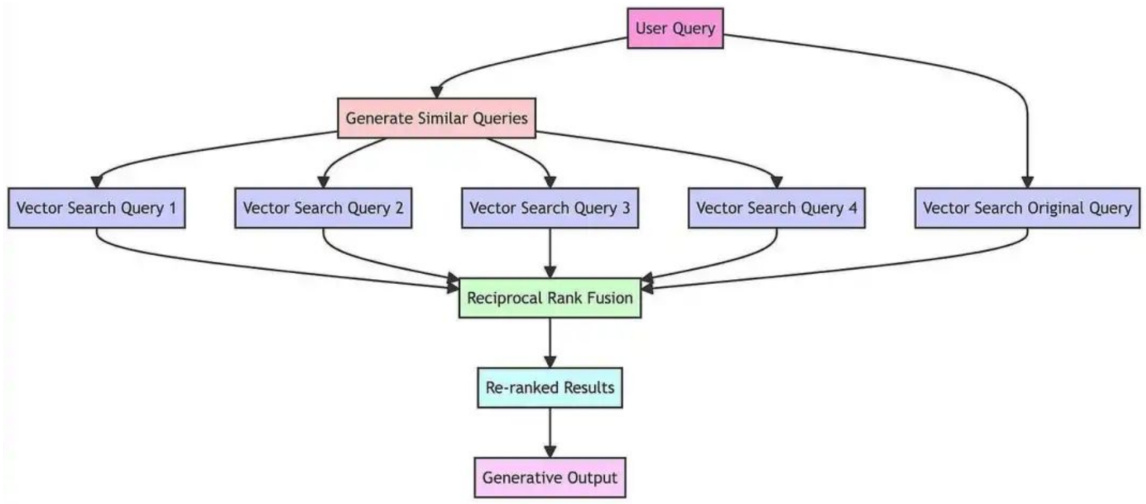 User Query
Generate Similar Queries
Vector Search Query 1
Vector Search Query 2
Vector Search Query 3
Vector Search Query 4
Vector Search Original Query
Reciprocal Rank Fusion
Re-ranked Results
Generative Output